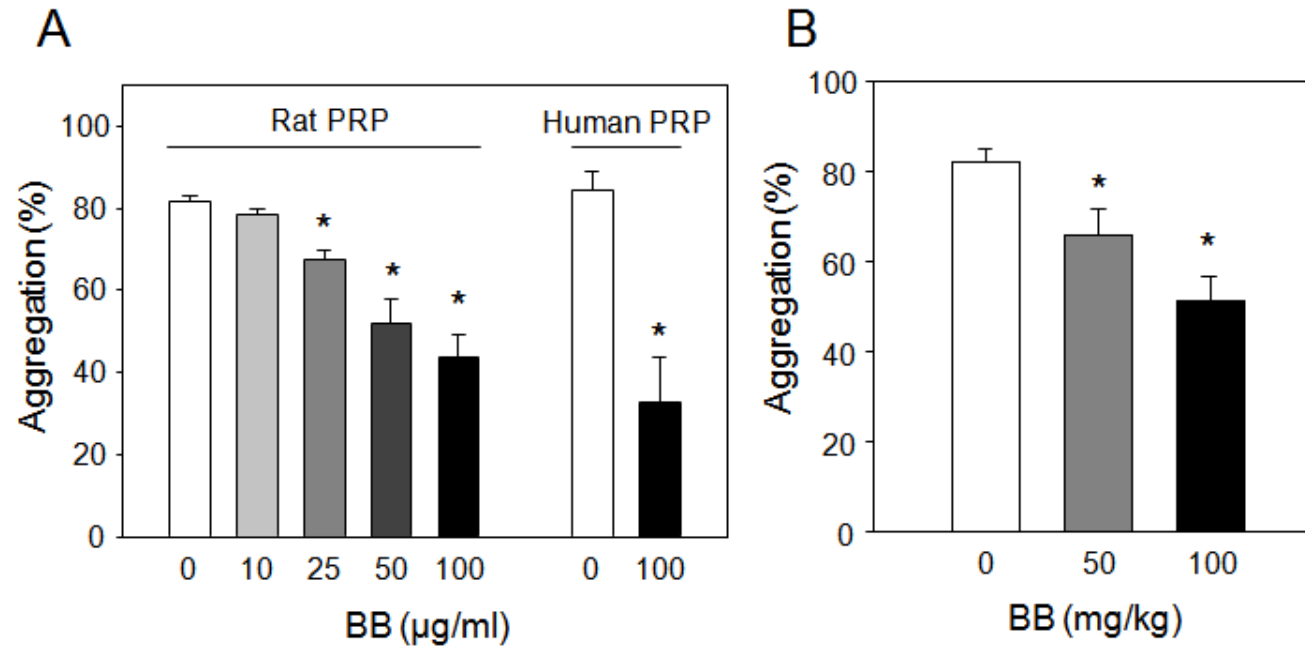 A
Aggregation (%)
100
80
60
40
20
0
Rat PRP
Human PRP
*
*
*
*
0 10 25 50 100 0 100
BB (µg/ml)
B
Aggregation (%)
100
80
60
40
20
0
*
*
0 50 100
BB (mg/kg)